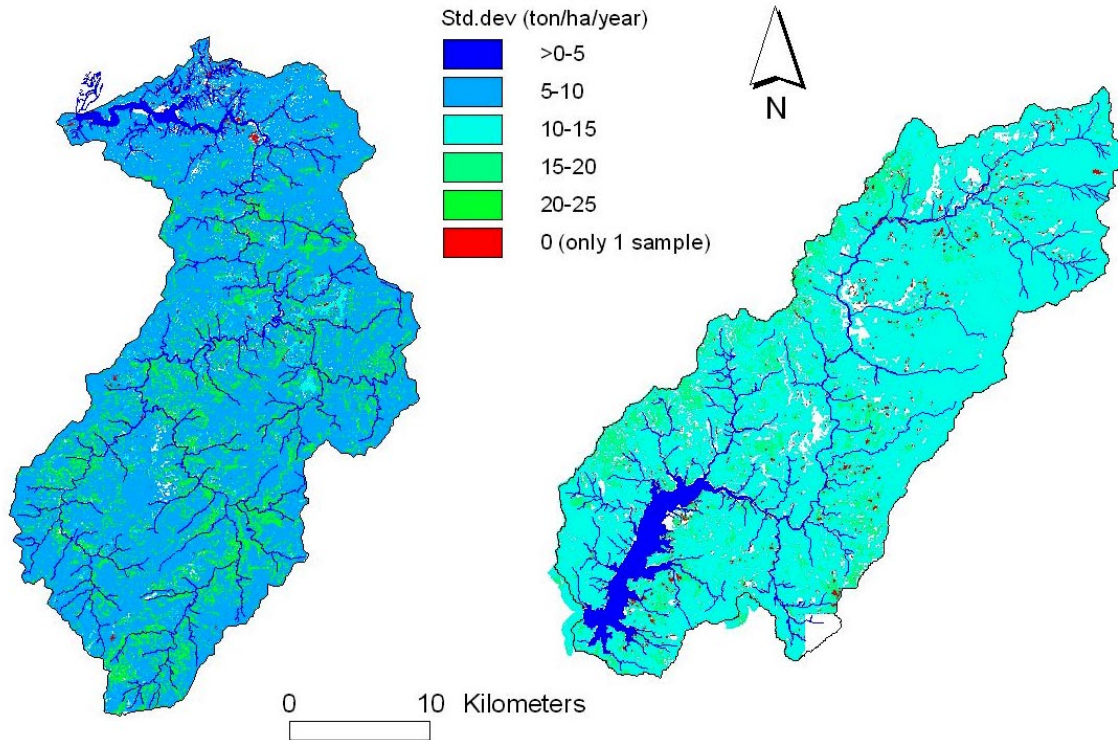 Std.dev (ton/ha/year)
>0-5
5-10
10-15
15-20
20-25
0 (only 1 sample)
N
0 10 Kilometers